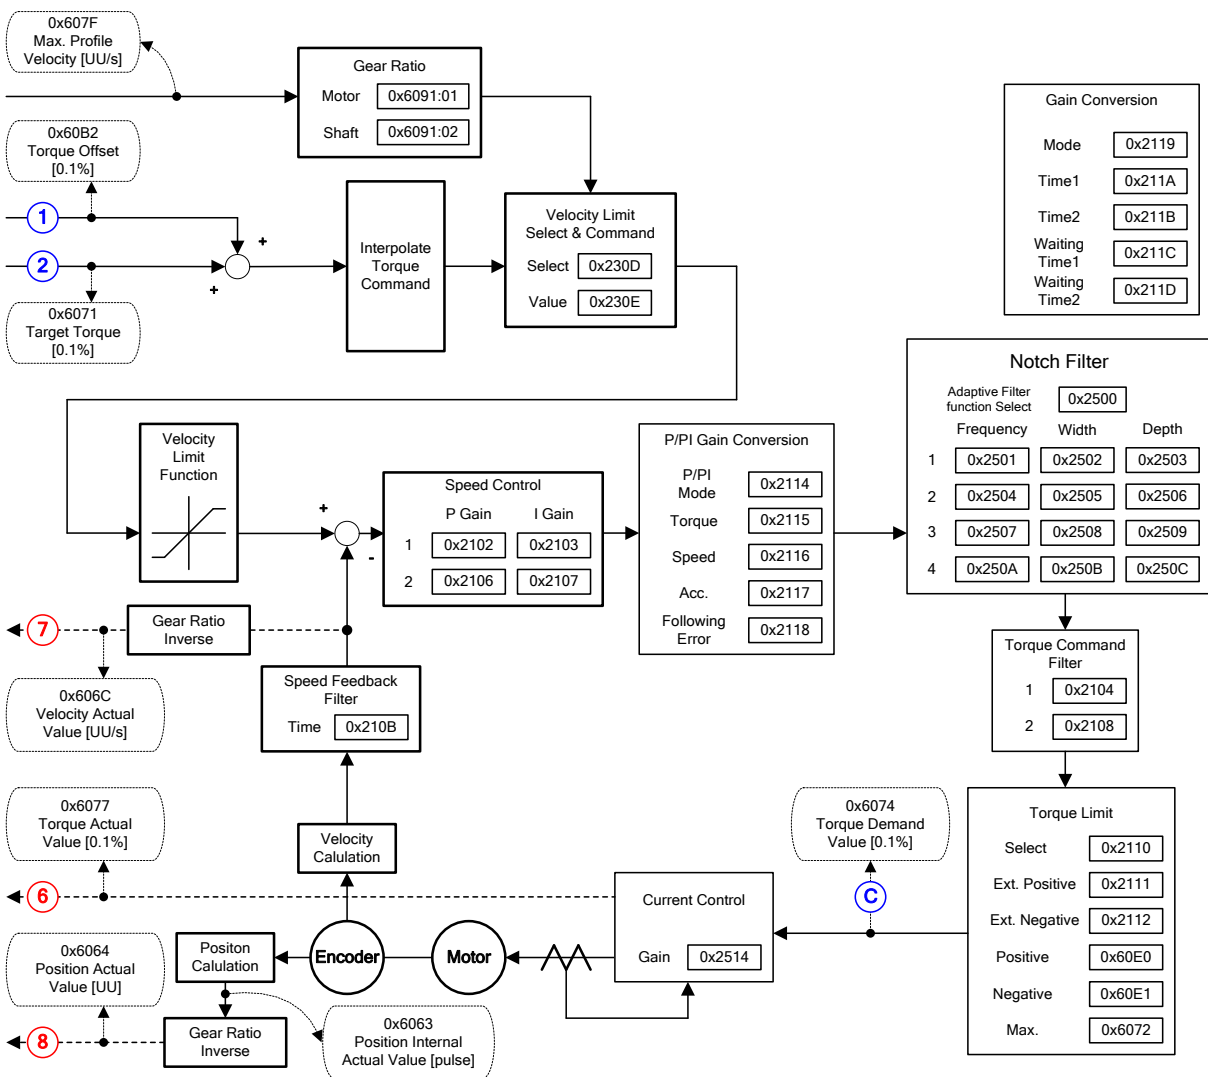 0x607F
Max. Profile
Velocity [UU/s]
Gear Ratio
Motor 0x6091:01
Shaft 0x6091:02
Gain Conversion
Mode 0x2119
Time1 0x211A
Time2 0x211B
Waiting
Time1 0x211C
Waiting
Time2 0x211D
0x60B2
Torque Offset
[0.1%]
1
2
+
+
0x6071
Target Torque
[0.1%]
Interpolate
Torque
Command
Velocity Limit
Select & Command
Select 0x230D
Value 0x230E
Notch Filter
Adaptive Filter
function Select 0x2500
Frequency Width Depth
1 0x2501 0x2502 0x2503
2 0x2504 0x2505 0x2506
3 0x2507 0x2508 0x2509
4 0x250A 0x250B 0x250C
Velocity
Limit
Function
+
-
Speed Control
P Gain I Gain
1 0x2102 0x2103
2 0x2106 0x2107
P/PI Gain Conversion
P/PI
Mode 0x2114
Torque 0x2115
Speed 0x2116
Acc. 0x2117
Following
Error 0x2118
7
Gear Ratio
Inverse
0x606C
Velocity Actual
Value [UU/s]
Speed Feedback
Filter
Time 0x210B
Torque Command
Filter
1 0x2104
2 0x2108
0x6077
Torque Actual
Value [0.1%]
Velocity
Calulation
0x6074
Torque Demand
Value [0.1%]
Torque Limit
Select 0x2110
Ext. Positive 0x2111
Ext. Negative 0x2112
Positive 0x60E0
Negative 0x60E1
Max. 0x6072
6
C
Current Control
Gain 0x2514
0x6064
Position Actual
Value [UU]
Positon
Calulation
Encoder
Motor
8
Gear Ratio
Inverse
0x6063
Position Internal
Actual Value [pulse]